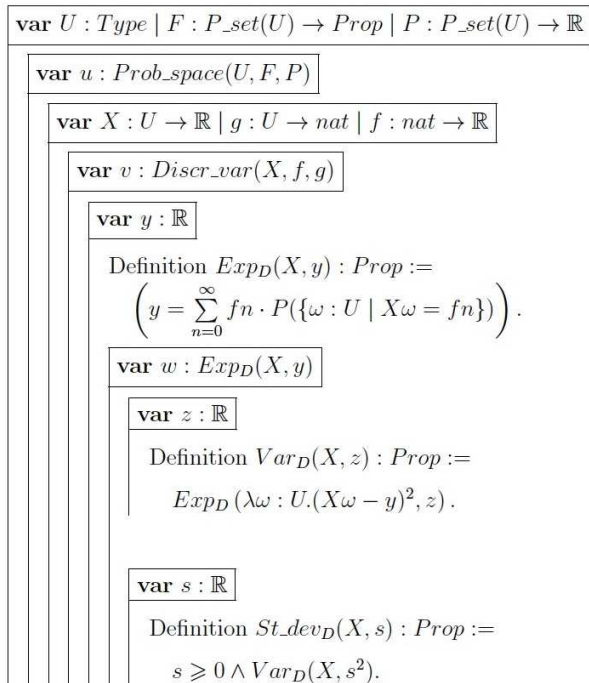 var U : Type | F : P_set(U) → Prop | P : P_set(U) → ℝ
var u : Prob_space(U, F, P)
var X : U → ℝ | g : U → nat | f : nat → ℝ
var v : Discr_var(X, f, g)
var y : ℝ
Definition Exp_D(X, y) : Prop :=
(y = ∑_{n=0}^{∞} fn · P({ω : U | Xω = fn})).
var w : Exp_D(X, y)
var z : ℝ
Definition Var_D(X, z) : Prop :=
Exp_D (λω : U.(Xω − y)², z).
var s : ℝ
Definition St_dev_D(X, s) : Prop :=
s ⩾ 0 ∧ Var_D(X, s²).